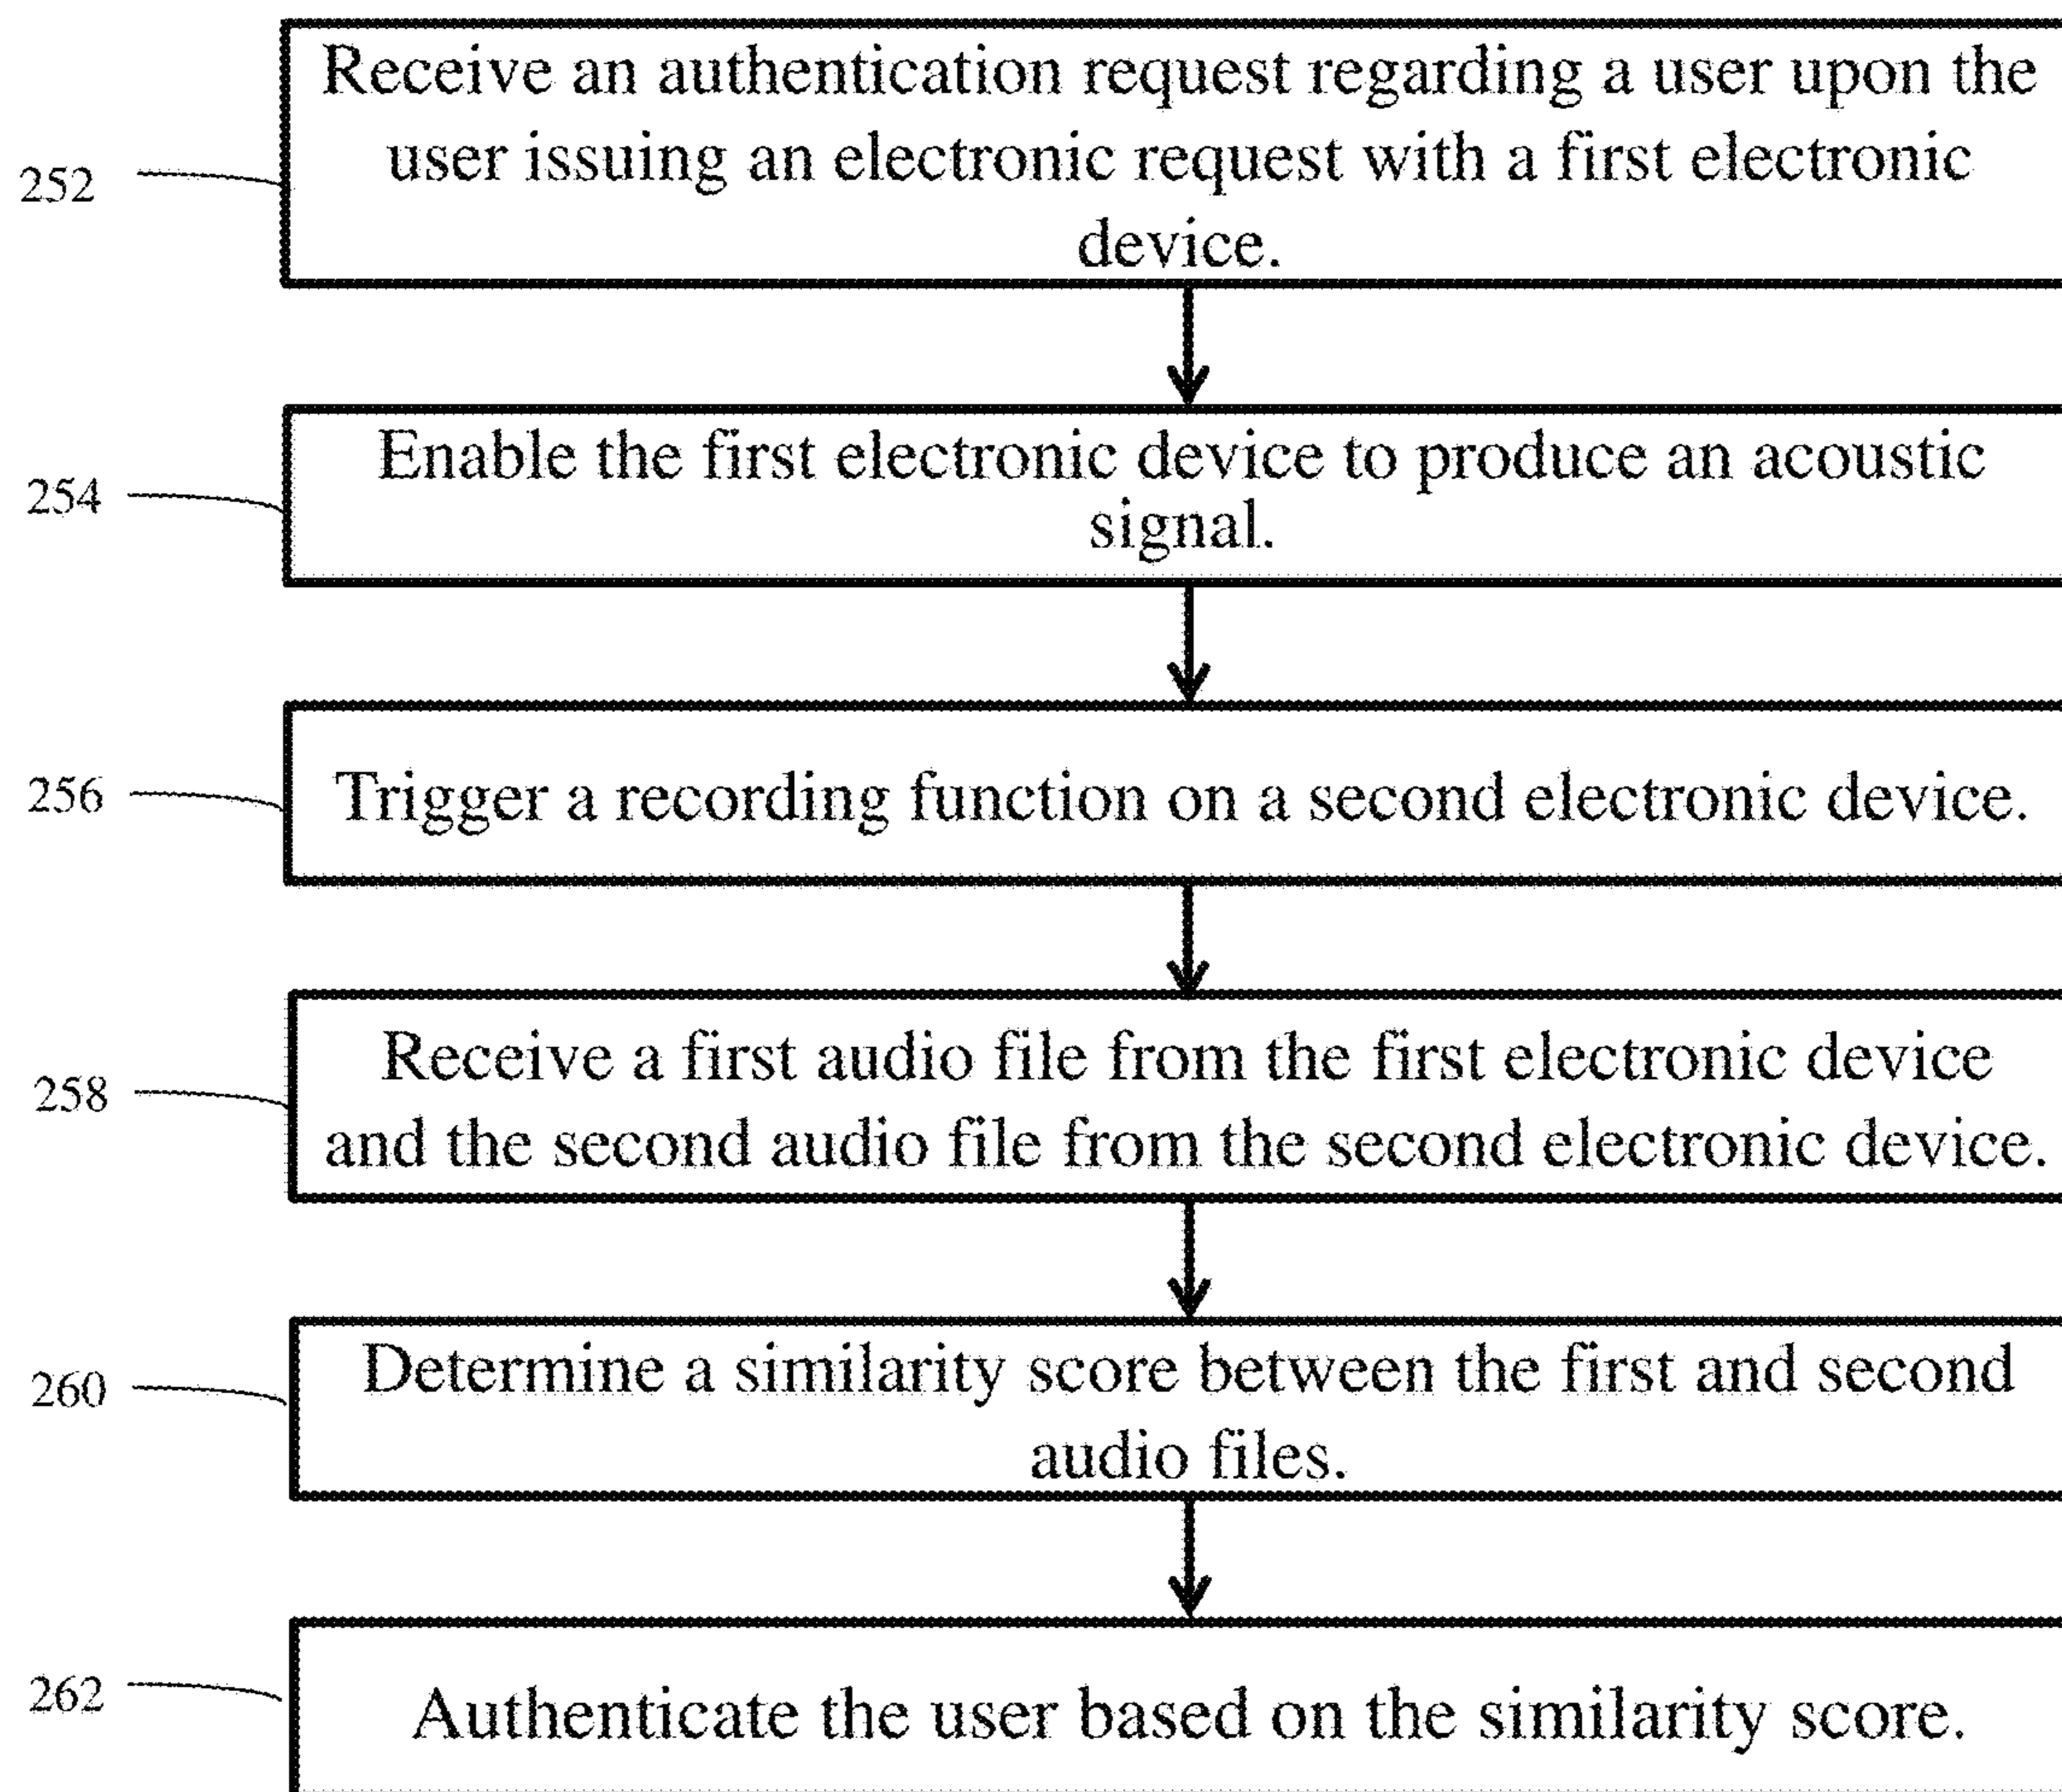 252
Receive an authentication request regarding a user upon the
user issuing an electronic request with a first electronic
device.
254
Enable the first electronic device to produce an acoustic
signal.
256
Trigger a recording function on a second electronic device.
258
Receive a first audio file from the first electronic device
and the second audio file from the second electronic device.
260
Determine a similarity score between the first and second
audio files.
262
Authenticate the user based on the similarity score.